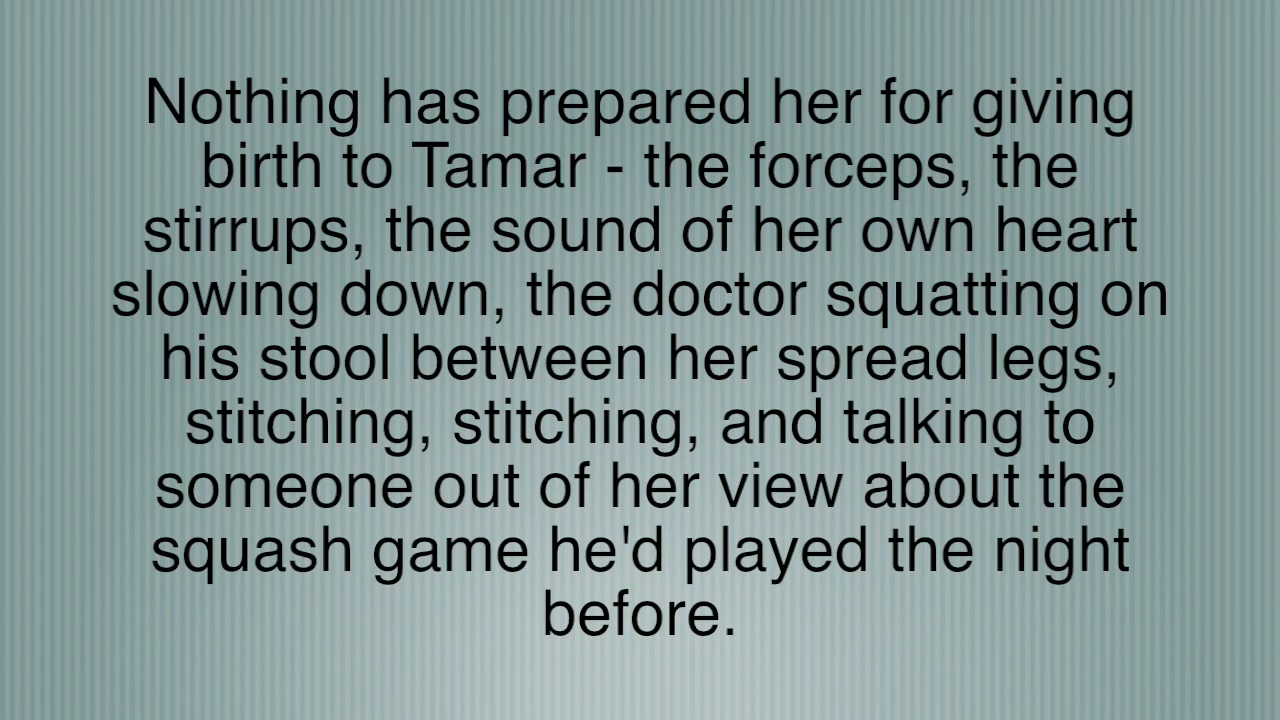 Nothing has prepared her for giving
birth to Tamar - the forceps, the
stirrups, the sound of her own heart
slowing down, the doctor squatting on
his stool between her spread legs,
stitching, stitching, and talking to
someone out of her view about the
squash game he'd played the night
before.